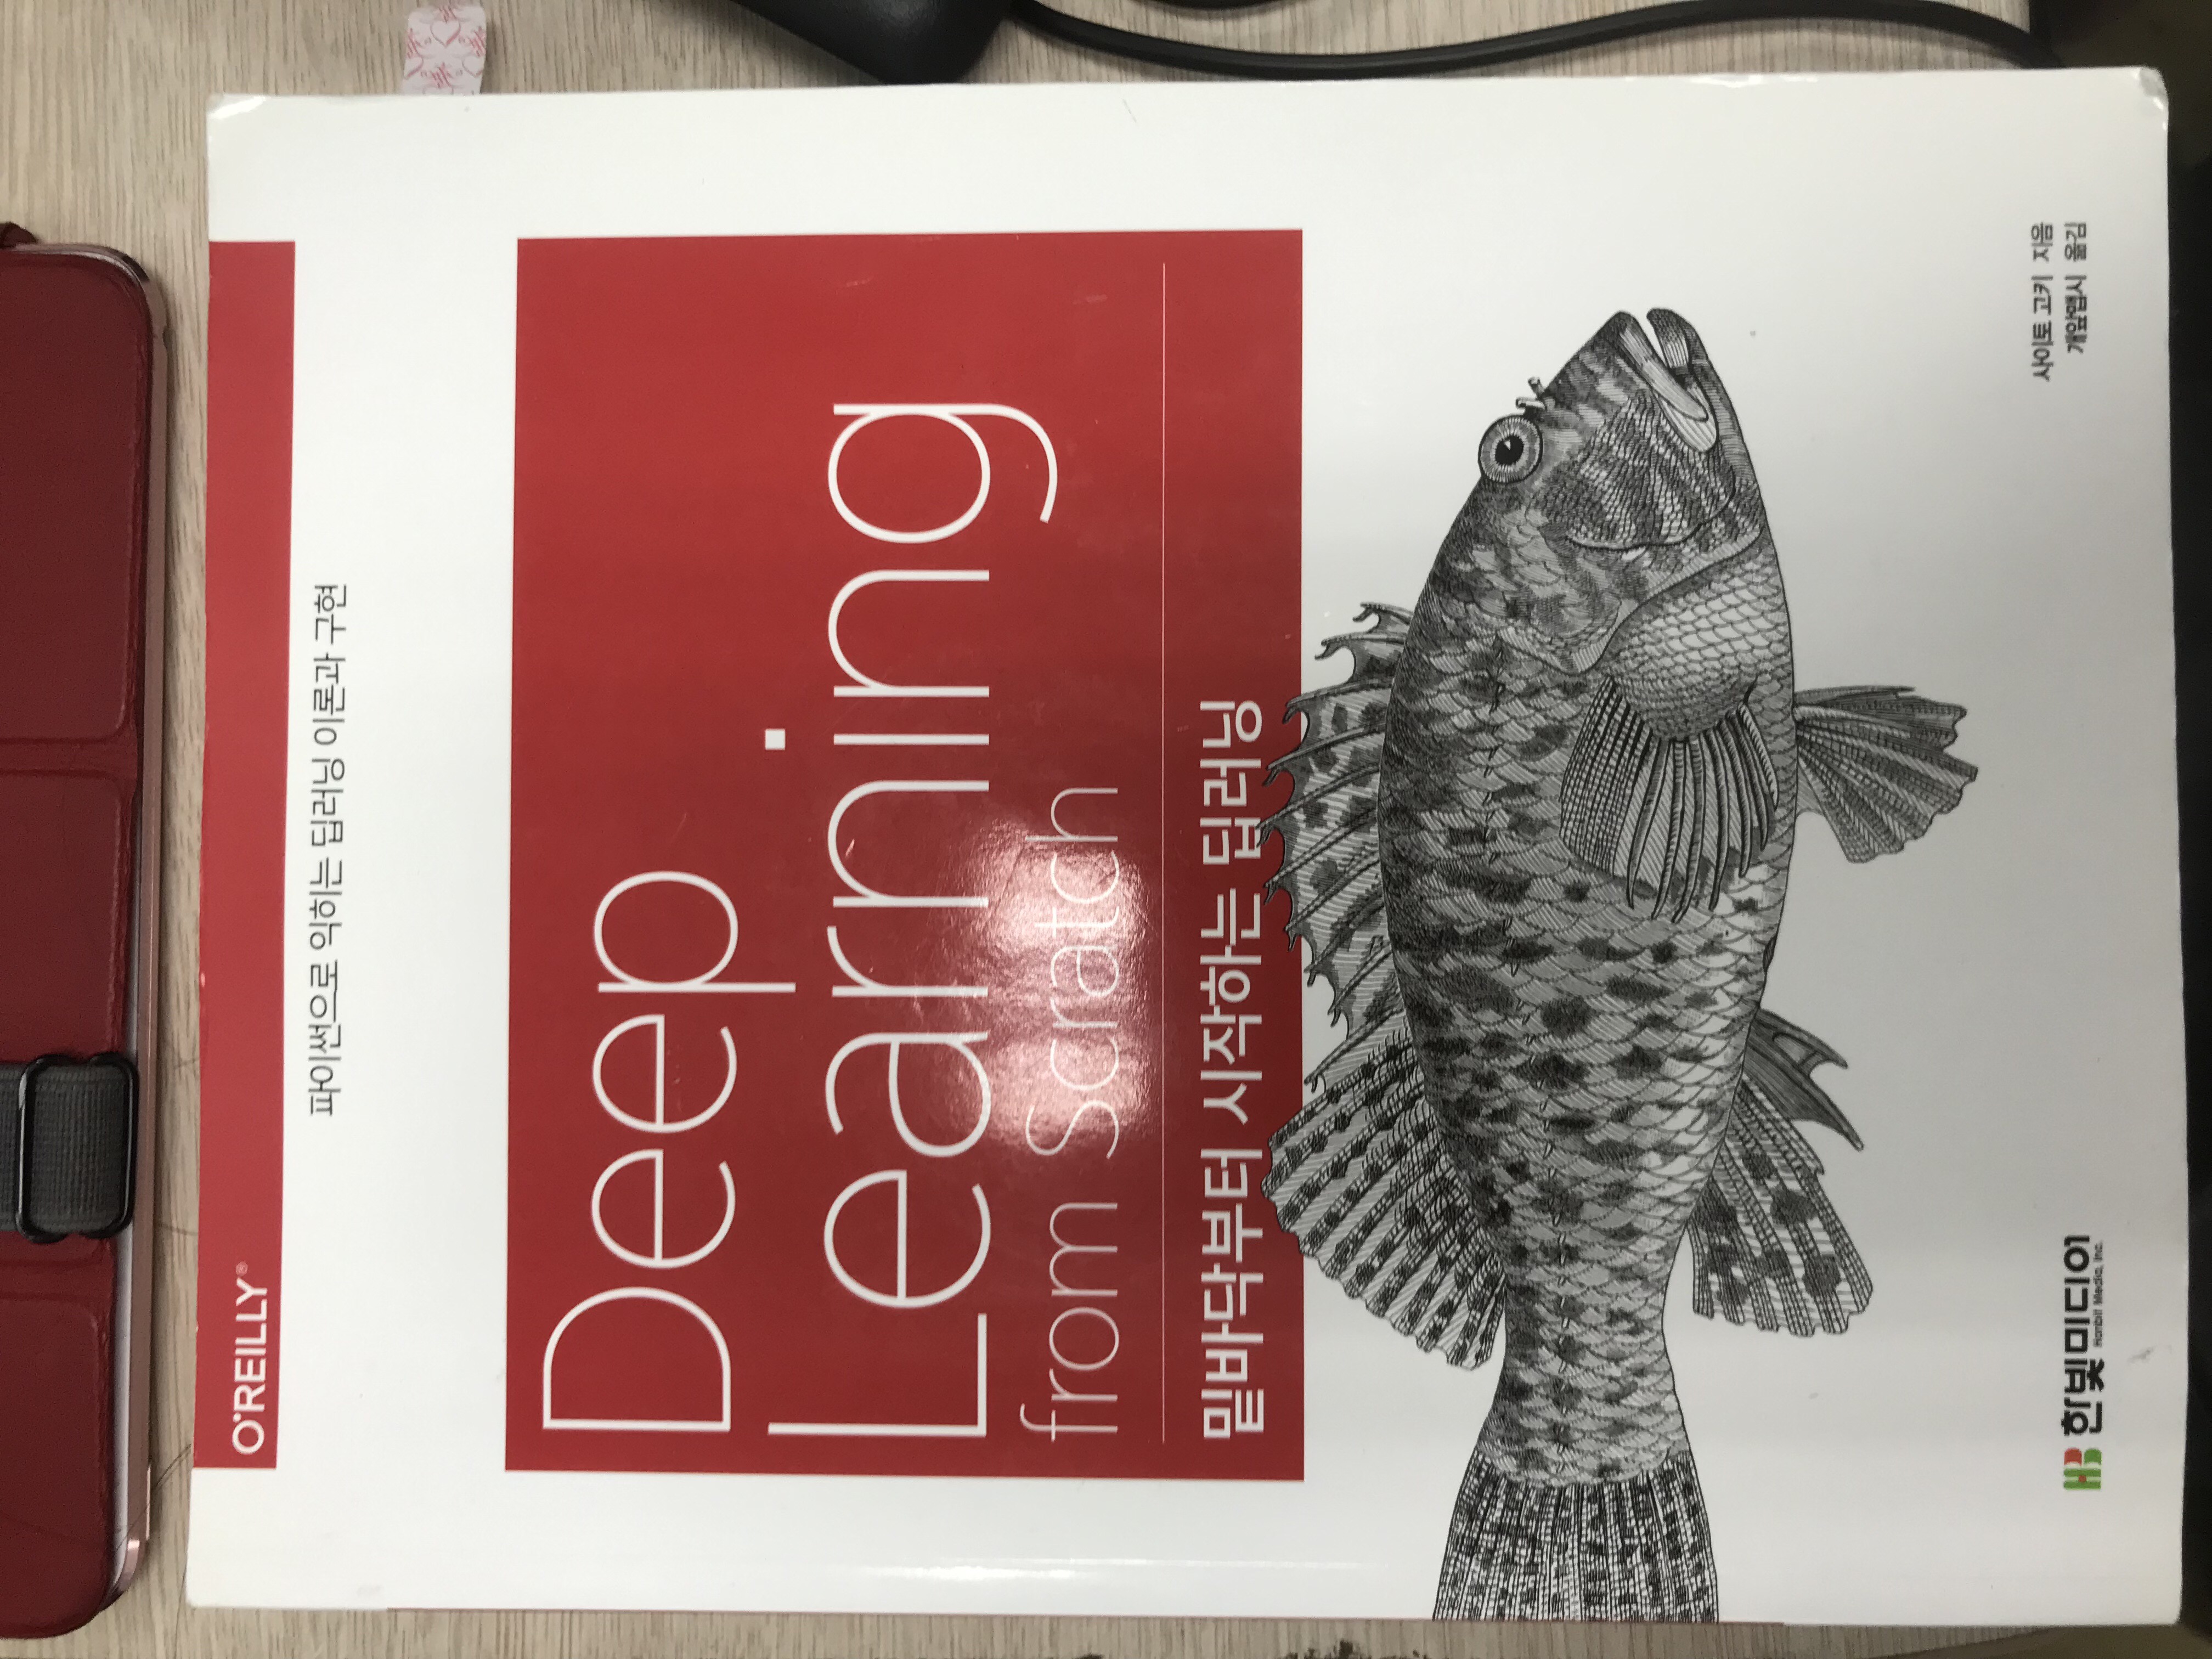 O'REILLY®
파이썬으로 익히는 딥러닝 이론과 구현
Deep
Learning
from Scratch
밑바닥부터 시작하는 딥러닝
사이토 고키 지음
개앞맵시 옮김
HB 한빛미디어
Hanbit Media, Inc.